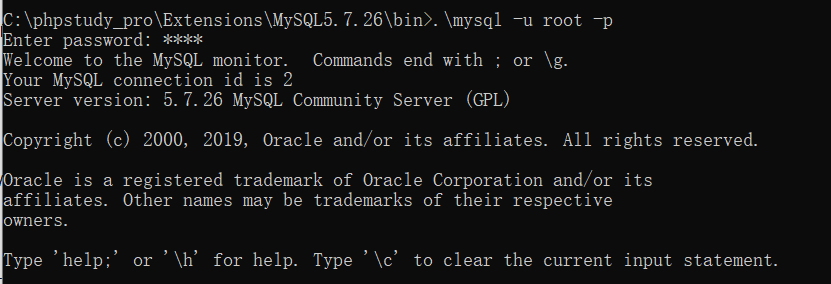 C:\phpstudy_pro\Extensions\MySQL5.7.26\bin>.\mysql -u root -p
Enter password: ****
Welcome to the MySQL monitor.  Commands end with ; or \g.
Your MySQL connection id is 2
Server version: 5.7.26 MySQL Community Server (GPL)
Copyright (c) 2000, 2019, Oracle and/or its affiliates. All rights reserved.
Oracle is a registered trademark of Oracle Corporation and/or its
affiliates. Other names may be trademarks of their respective
owners.
Type 'help;' or '\h' for help. Type '\c' to clear the current input statement.